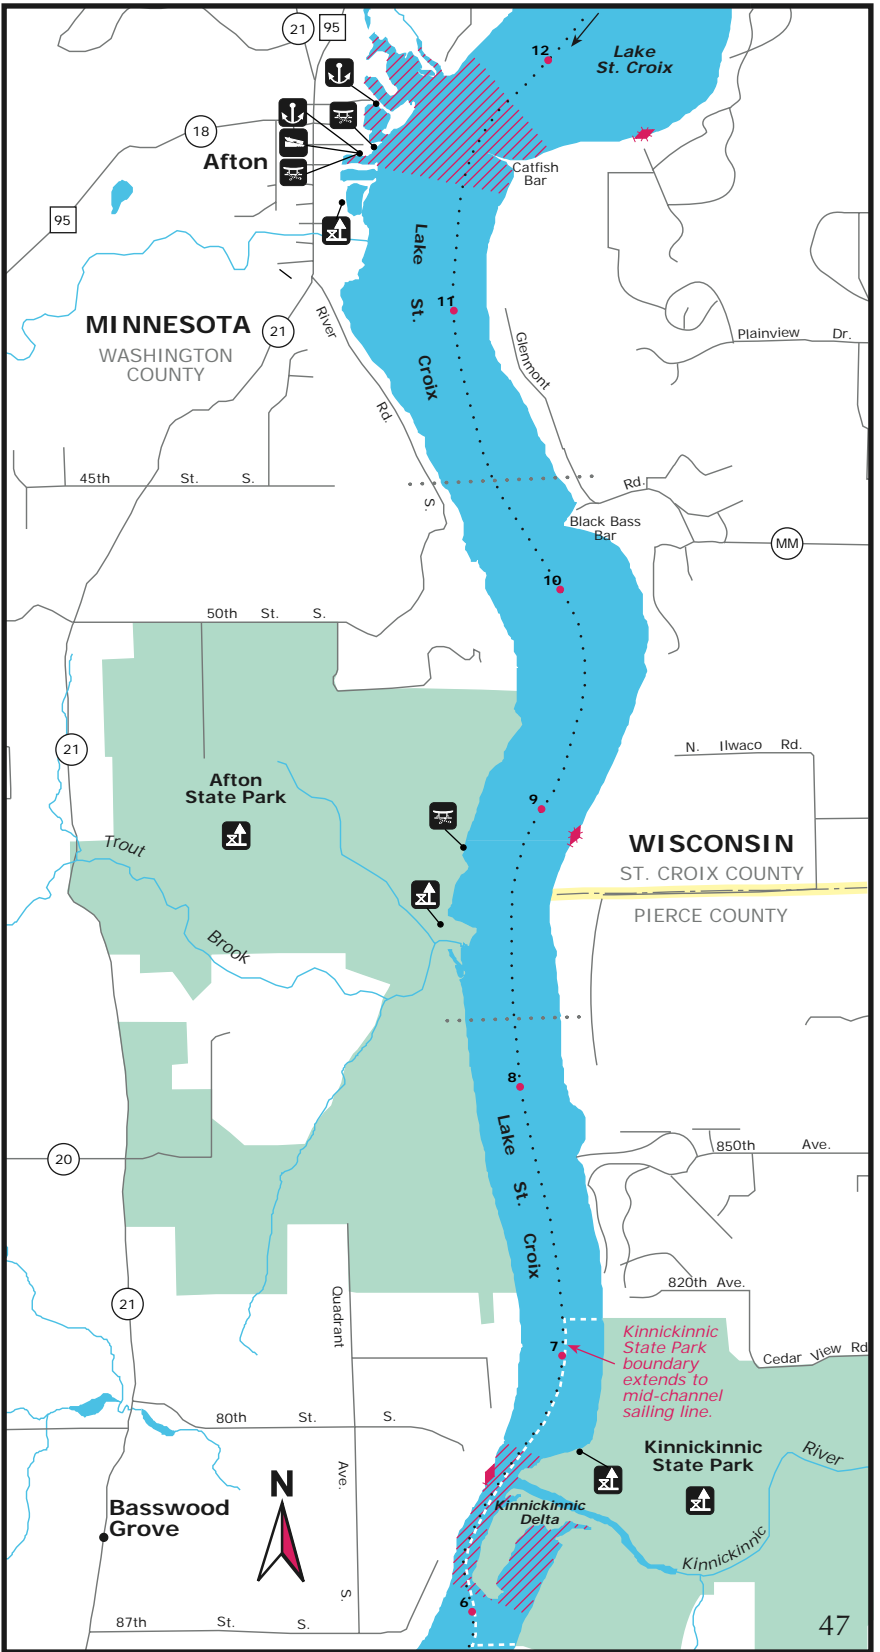 21
95
12
Lake
St. Croix
18
Afton
Catfish
Bar
95
Lake St. Croix
11
MINNESOTA
WASHINGTON
COUNTY
21
River Rd. S.
Glenmont Rd.
Plainview Dr.
45th St. S.
Black Bass
Bar
MM
10
50th St. S.
21
N. Ilwaco Rd.
Afton
State Park
9
Trout Brook
WISCONSIN
ST. CROIX COUNTY
PIERCE COUNTY
8
Lake St. Croix
850th Ave.
20
820th Ave.
21
Quadrant Ave. S.
7
Kinnickinnic
State Park
boundary
extends to
mid-channel
sailing line.
Cedar View Rd
80th St. S.
Kinnickinnic
State Park
Kinnickinnic River
N
Basswood
Grove
Kinnickinnic
Delta
6
87th St. S.
47